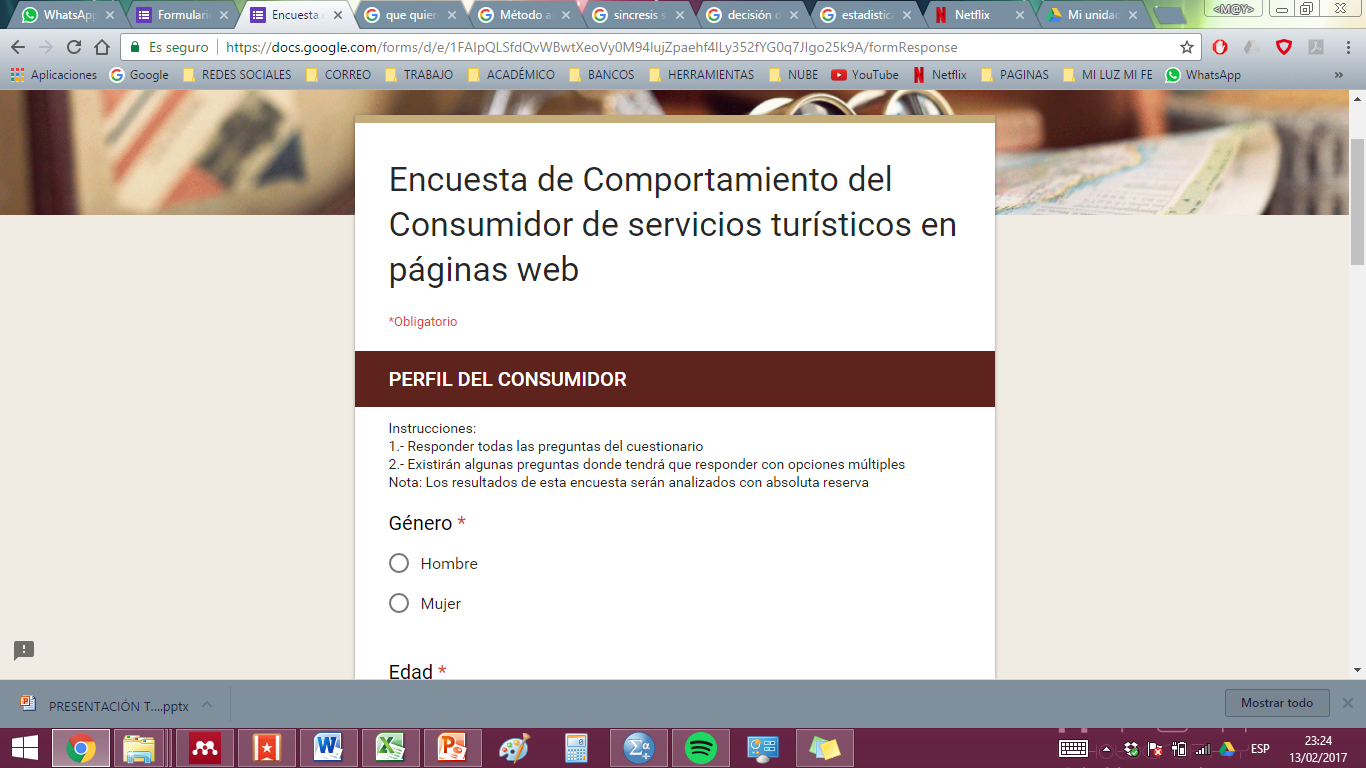 WhatsApp
Formulari
Encuesta
que quier
Método a
sincresis s
decisión
estadistica
Netflix
Mi unidad
<M@Y>
Es seguro
https://docs.google.com/forms/d/e/
/formResponse
Aplicaciones
Google
REDES SOCIALES
CORREO
TRABAJO
ACADÉMICO
BANCOS
HERRAMIENTAS
NUBE
YouTube
Netflix
PAGINAS
MI LUZ MI FE
WhatsApp
»
Encuesta de Comportamiento del
Consumidor de servicios turísticos en
páginas web
*Obligatorio
PERFIL DEL CONSUMIDOR
Instrucciones:
1.- Responder todas las preguntas del cuestionario
2.- Existirán algunas preguntas donde tendrá que responder con opciones múltiples
Nota: Los resultados de esta encuesta serán analizados con absoluta reserva
Género *
Hombre
Mujer
Edad *
PRESENTACIÓN T....pptx
Mostrar todo
ESP
23:24
13/02/2017